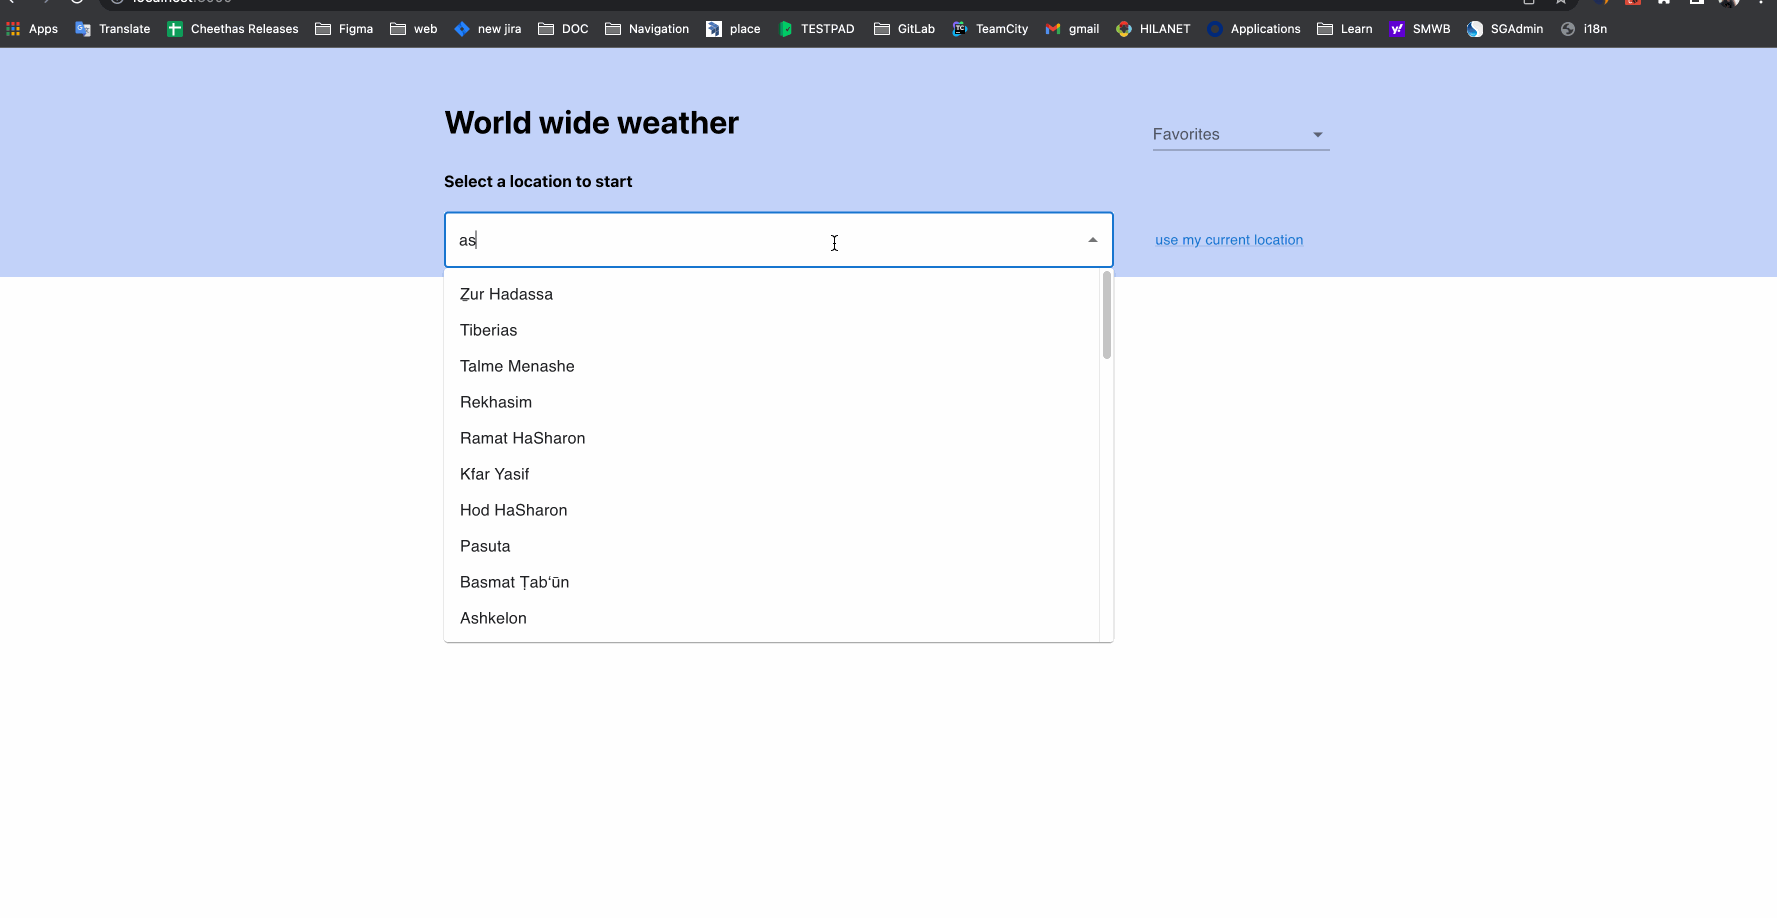 Apps Translate Cheethas Releases Figma web new jira DOC Navigation place TESTPAD GitLab TeamCity gmail HILANET Applications Learn SMWB SGAdmin i18n
World wide weather
Favorites
Select a location to start
as
use my current location
Z̧ur Hadassa
Tiberias
Talme Menashe
Rekhasim
Ramat HaSharon
Kfar Yasif
Hod HaSharon
Pasuta
Basmat Ṭab‘ūn
Ashkelon